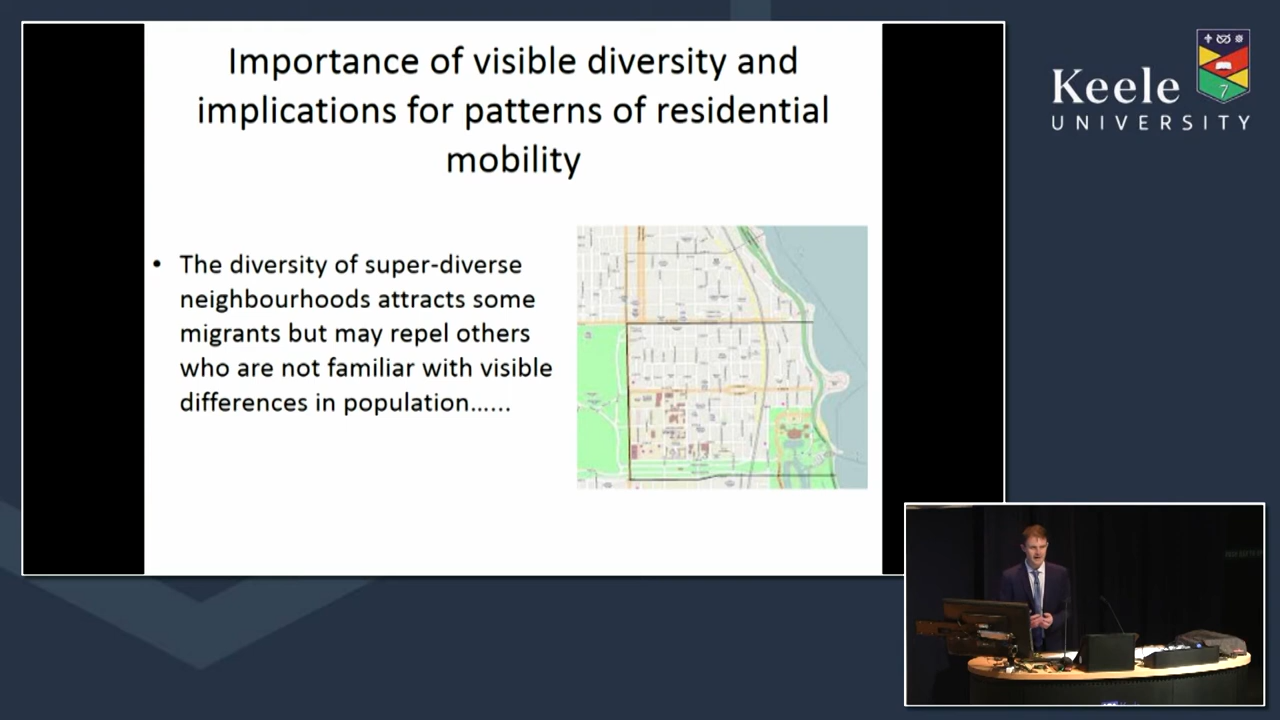 Importance of visible diversity and
implications for patterns of residential
mobility
• The diversity of super-diverse
neighbourhoods attracts some
migrants but may repel others
who are not familiar with visible
differences in population......
Keele
UNIVERSITY